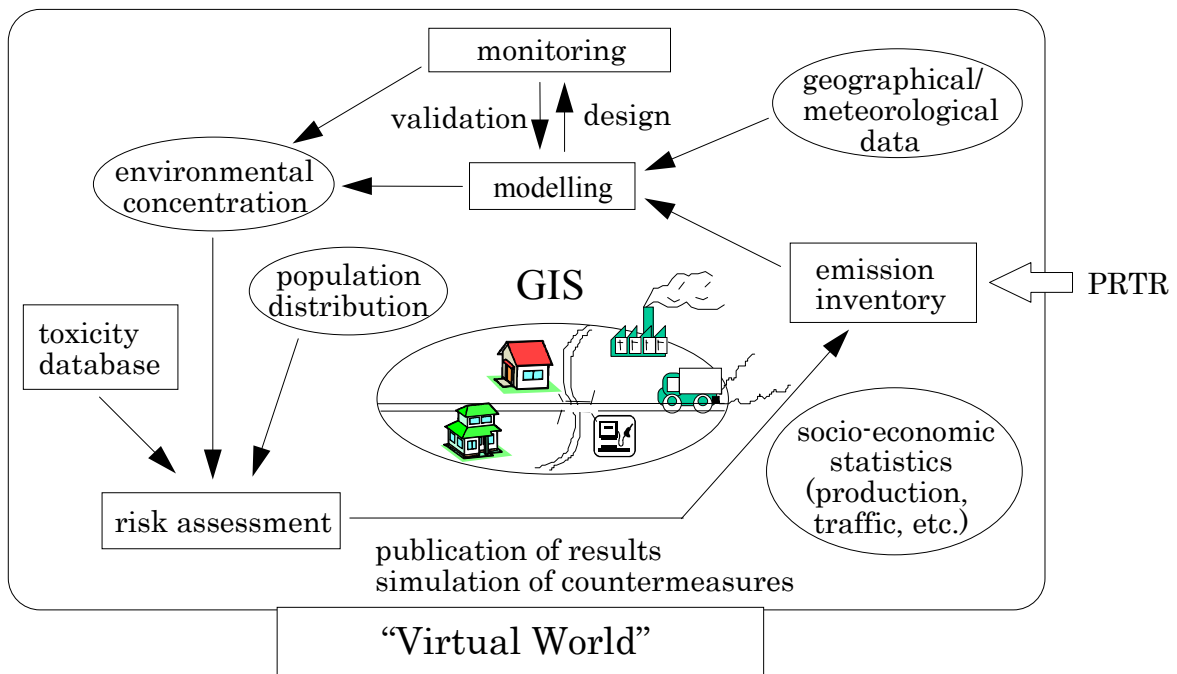 monitoring
validation
design
geographical/
meteorological
data
environmental
concentration
modelling
population
distribution
GIS
emission
inventory
PRTR
toxicity
database
socio-economic
statistics
(production,
traffic, etc.)
risk assessment
publication of results
simulation of countermeasures
“Virtual World”